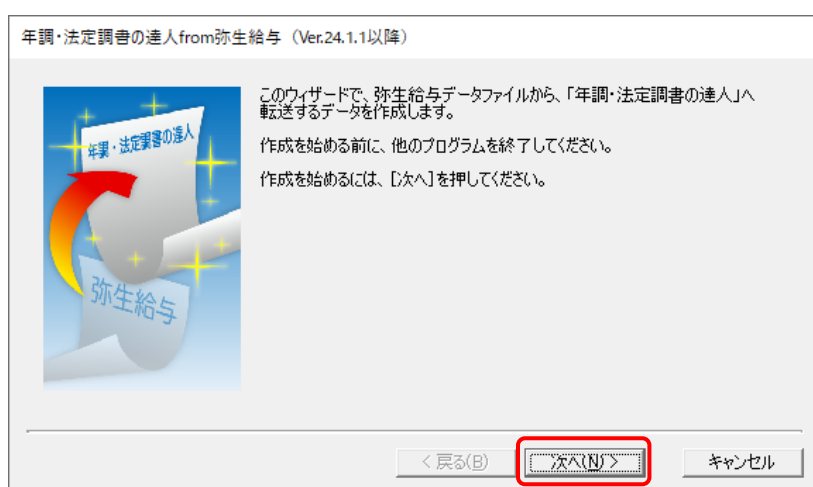 年調・法定調書の達人from弥生給与（Ver.24.1.1以降）
このウィザードで、弥生給与データファイルから、「年調・法定調書の達人」へ
転送するデータを作成します。
作成を始める前に、他のプログラムを終了してください。
作成を始めるには、[次へ]を押してください。
年調・法定調書の達人
弥生給与
< 戻る(B)
次へ(N) >
キャンセル